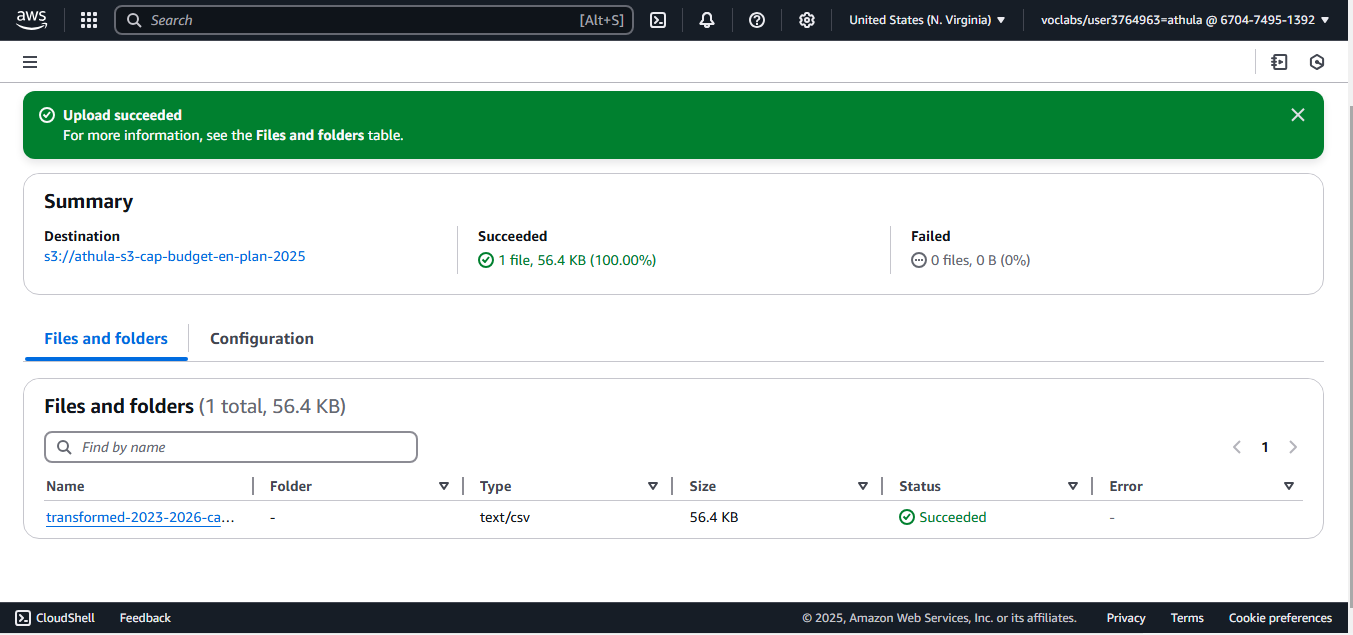 aws Search [Alt+S] United States (N. Virginia) ▼ voclabs/user3764963=athula @ 6704-7495-1392 ▼
Upload succeeded
For more information, see the Files and folders table.
Summary
Destination
s3://athula-s3-cap-budget-en-plan-2025
Succeeded
1 file, 56.4 KB (100.00%)
Failed
0 files, 0 B (0%)
Files and folders Configuration
Files and folders (1 total, 56.4 KB)
Find by name
1
Name Folder Type Size Status Error
transformed-2023-2026-ca... - text/csv 56.4 KB Succeeded -
CloudShell Feedback © 2025, Amazon Web Services, Inc. or its affiliates. Privacy Terms Cookie preferences